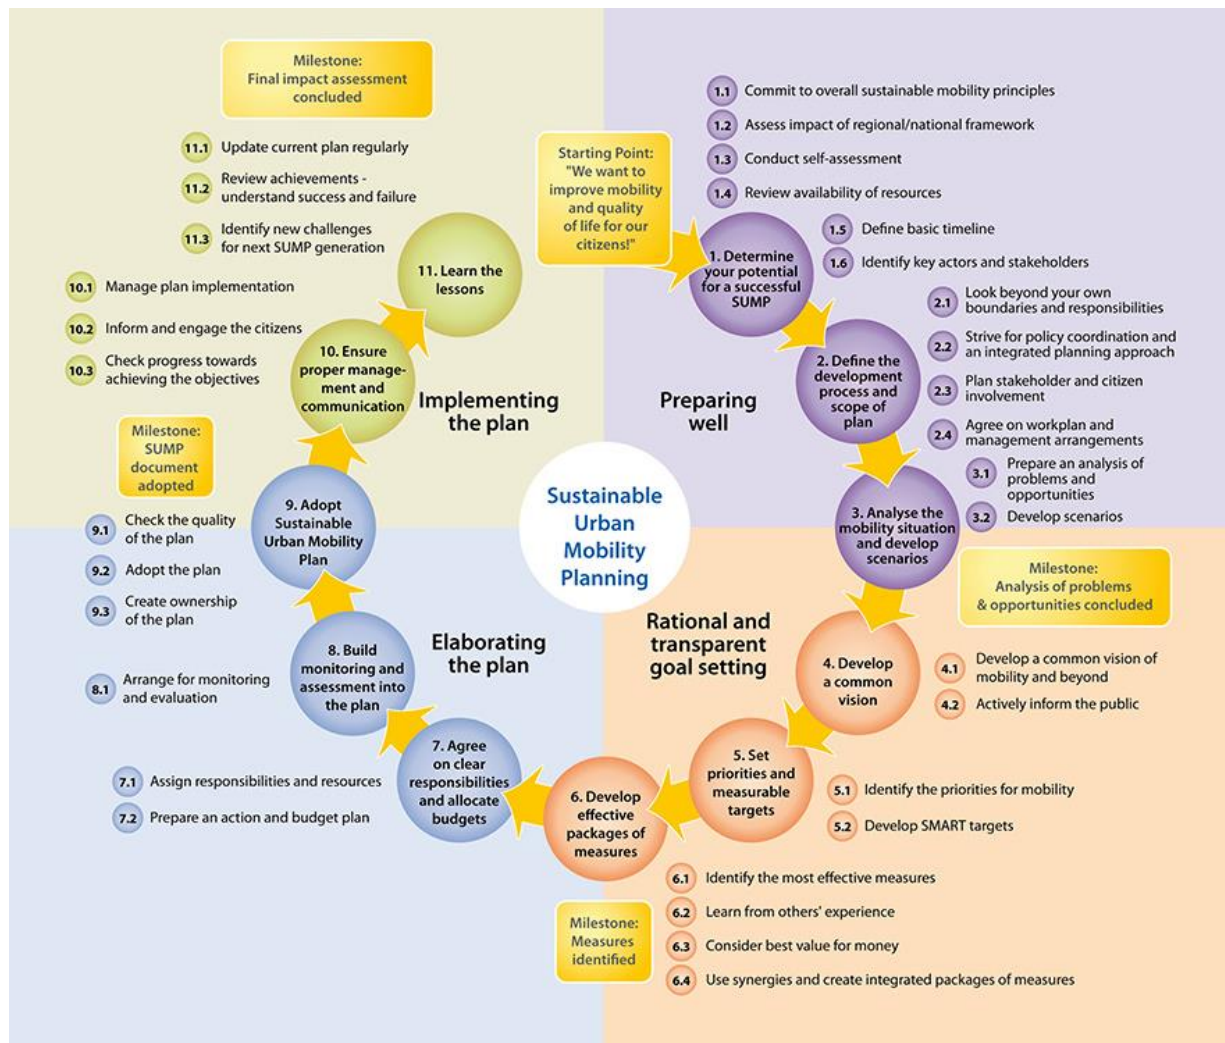 Starting Point:
"We want to
improve mobility
and quality
of life for our
citizens!"
1.1 Commit to overall sustainable mobility principles
1.2 Assess impact of regional/national framework
1.3 Conduct self-assessment
1.4 Review availability of resources
1.5 Define basic timeline
1.6 Identify key actors and stakeholders
1. Determine
your potential
for a successful
SUMP
2.1 Look beyond your own
boundaries and responsibilities
2.2 Strive for policy coordination and
an integrated planning approach
2.3 Plan stakeholder and citizen
involvement
2.4 Agree on workplan and
management arrangements
2. Define the
development
process and
scope of
plan
Preparing
well
3.1 Prepare an analysis of
problems and
opportunities
3.2 Develop scenarios
3. Analyse the
mobility situation
and develop
scenarios
Milestone:
Analysis of problems
& opportunities concluded
Sustainable
Urban
Mobility
Planning
Rational and
transparent
goal setting
4. Develop
a common
vision
4.1 Develop a common vision of
mobility and beyond
4.2 Actively inform the public
5. Set
priorities and
measurable
targets
5.1 Identify the priorities for mobility
5.2 Develop SMART targets
6. Develop
effective
packages of
measures
6.1 Identify the most effective measures
6.2 Learn from others' experience
6.3 Consider best value for money
6.4 Use synergies and create integrated packages of measures
Milestone:
Measures
identified
7. Agree
on clear
responsibilities
and allocate
budgets
7.1 Assign responsibilities and resources
7.2 Prepare an action and budget plan
Elaborating
the plan
8. Build
monitoring and
assessment into
the plan
8.1 Arrange for monitoring
and evaluation
9. Adopt
Sustainable
Urban Mobility
Plan
9.1 Check the quality
of the plan
9.2 Adopt the plan
9.3 Create ownership
of the plan
Milestone:
SUMP
document
adopted
Implementing
the plan
10. Ensure
proper manage-
ment and
communication
10.1 Manage plan implementation
10.2 Inform and engage the citizens
10.3 Check progress towards
achieving the objectives
11. Learn the
lessons
11.1 Update current plan regularly
11.2 Review achievements -
understand success and failure
11.3 Identify new challenges
for next SUMP generation
Milestone:
Final impact assessment
concluded